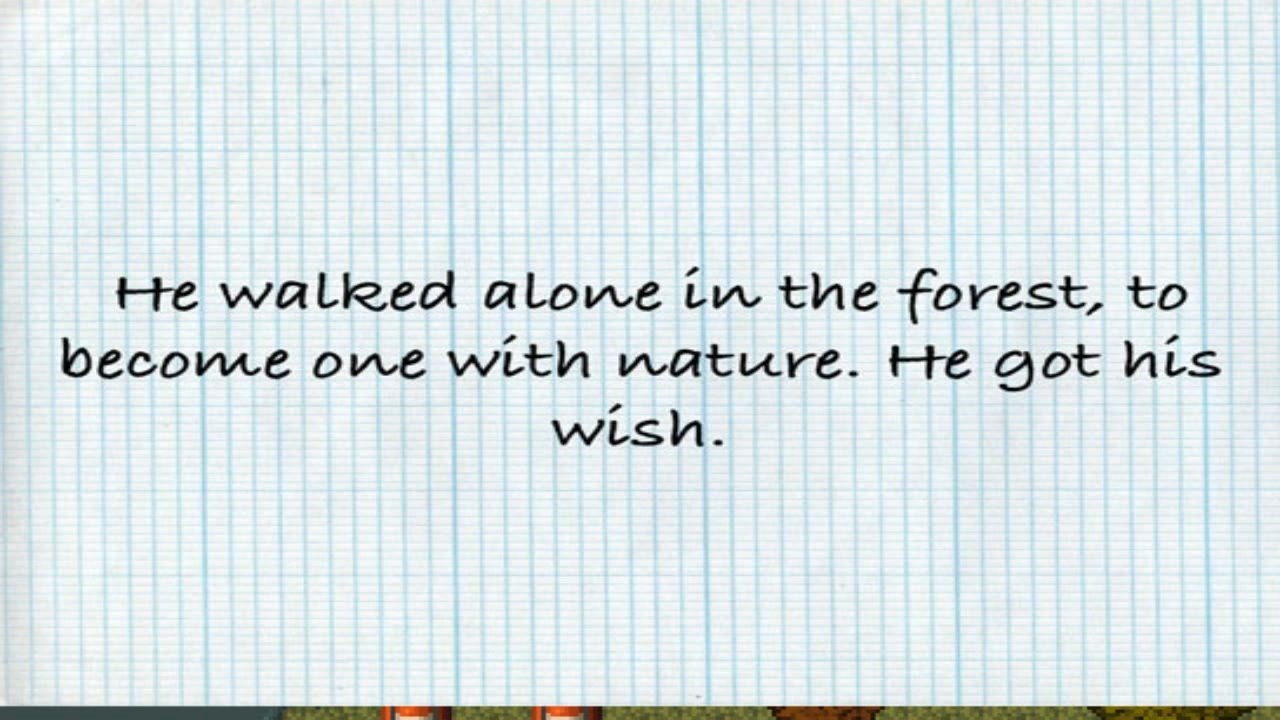 He walked alone in the forest, to
become one with nature. He got his
wish.